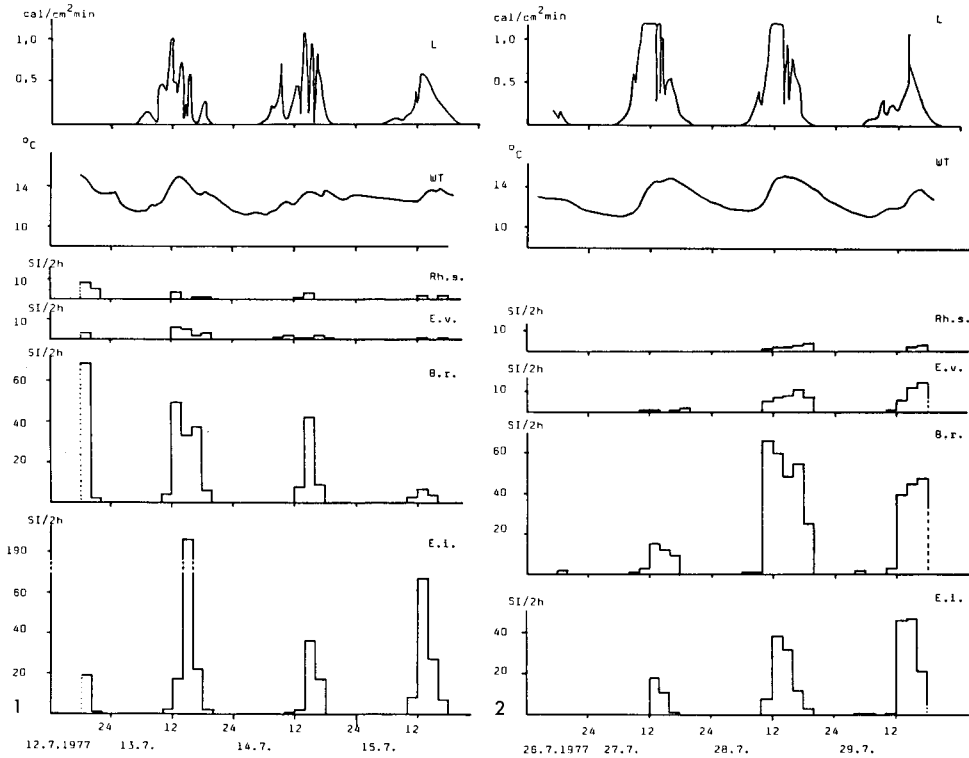 cal/cm²min
L
1,0
0,5
°C
WT
14
10
SI/2h
Rh.s.
10
SI/2h
E.v.
10
SI/2h
B.r.
60
40
20
SI/2h
E.i.
190
60
40
20
1
24
12
24
12
24
12
12.7.1977
13.7.
14.7.
15.7.
cal/cm²min
L
1,0
0,5
°C
WT
14
10
SI/2h
Rh.s.
10
SI/2h
E.v.
10
SI/2h
B.r.
60
40
20
SI/2h
E.i.
40
20
2
24
12
24
12
24
12
26.7.1977
27.7.
28.7.
29.7.